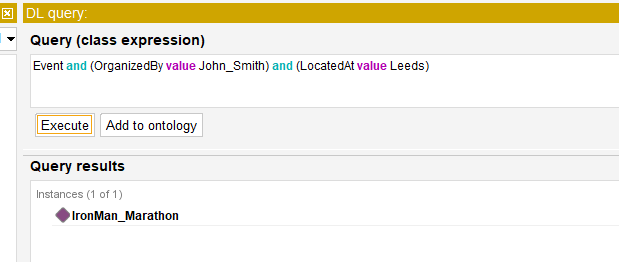 DL query:
Query (class expression)
Event and (OrganizedBy value John_Smith) and (LocatedAt value Leeds)
Execute Add to ontology
Query results
Instances (1 of 1)
IronMan_Marathon